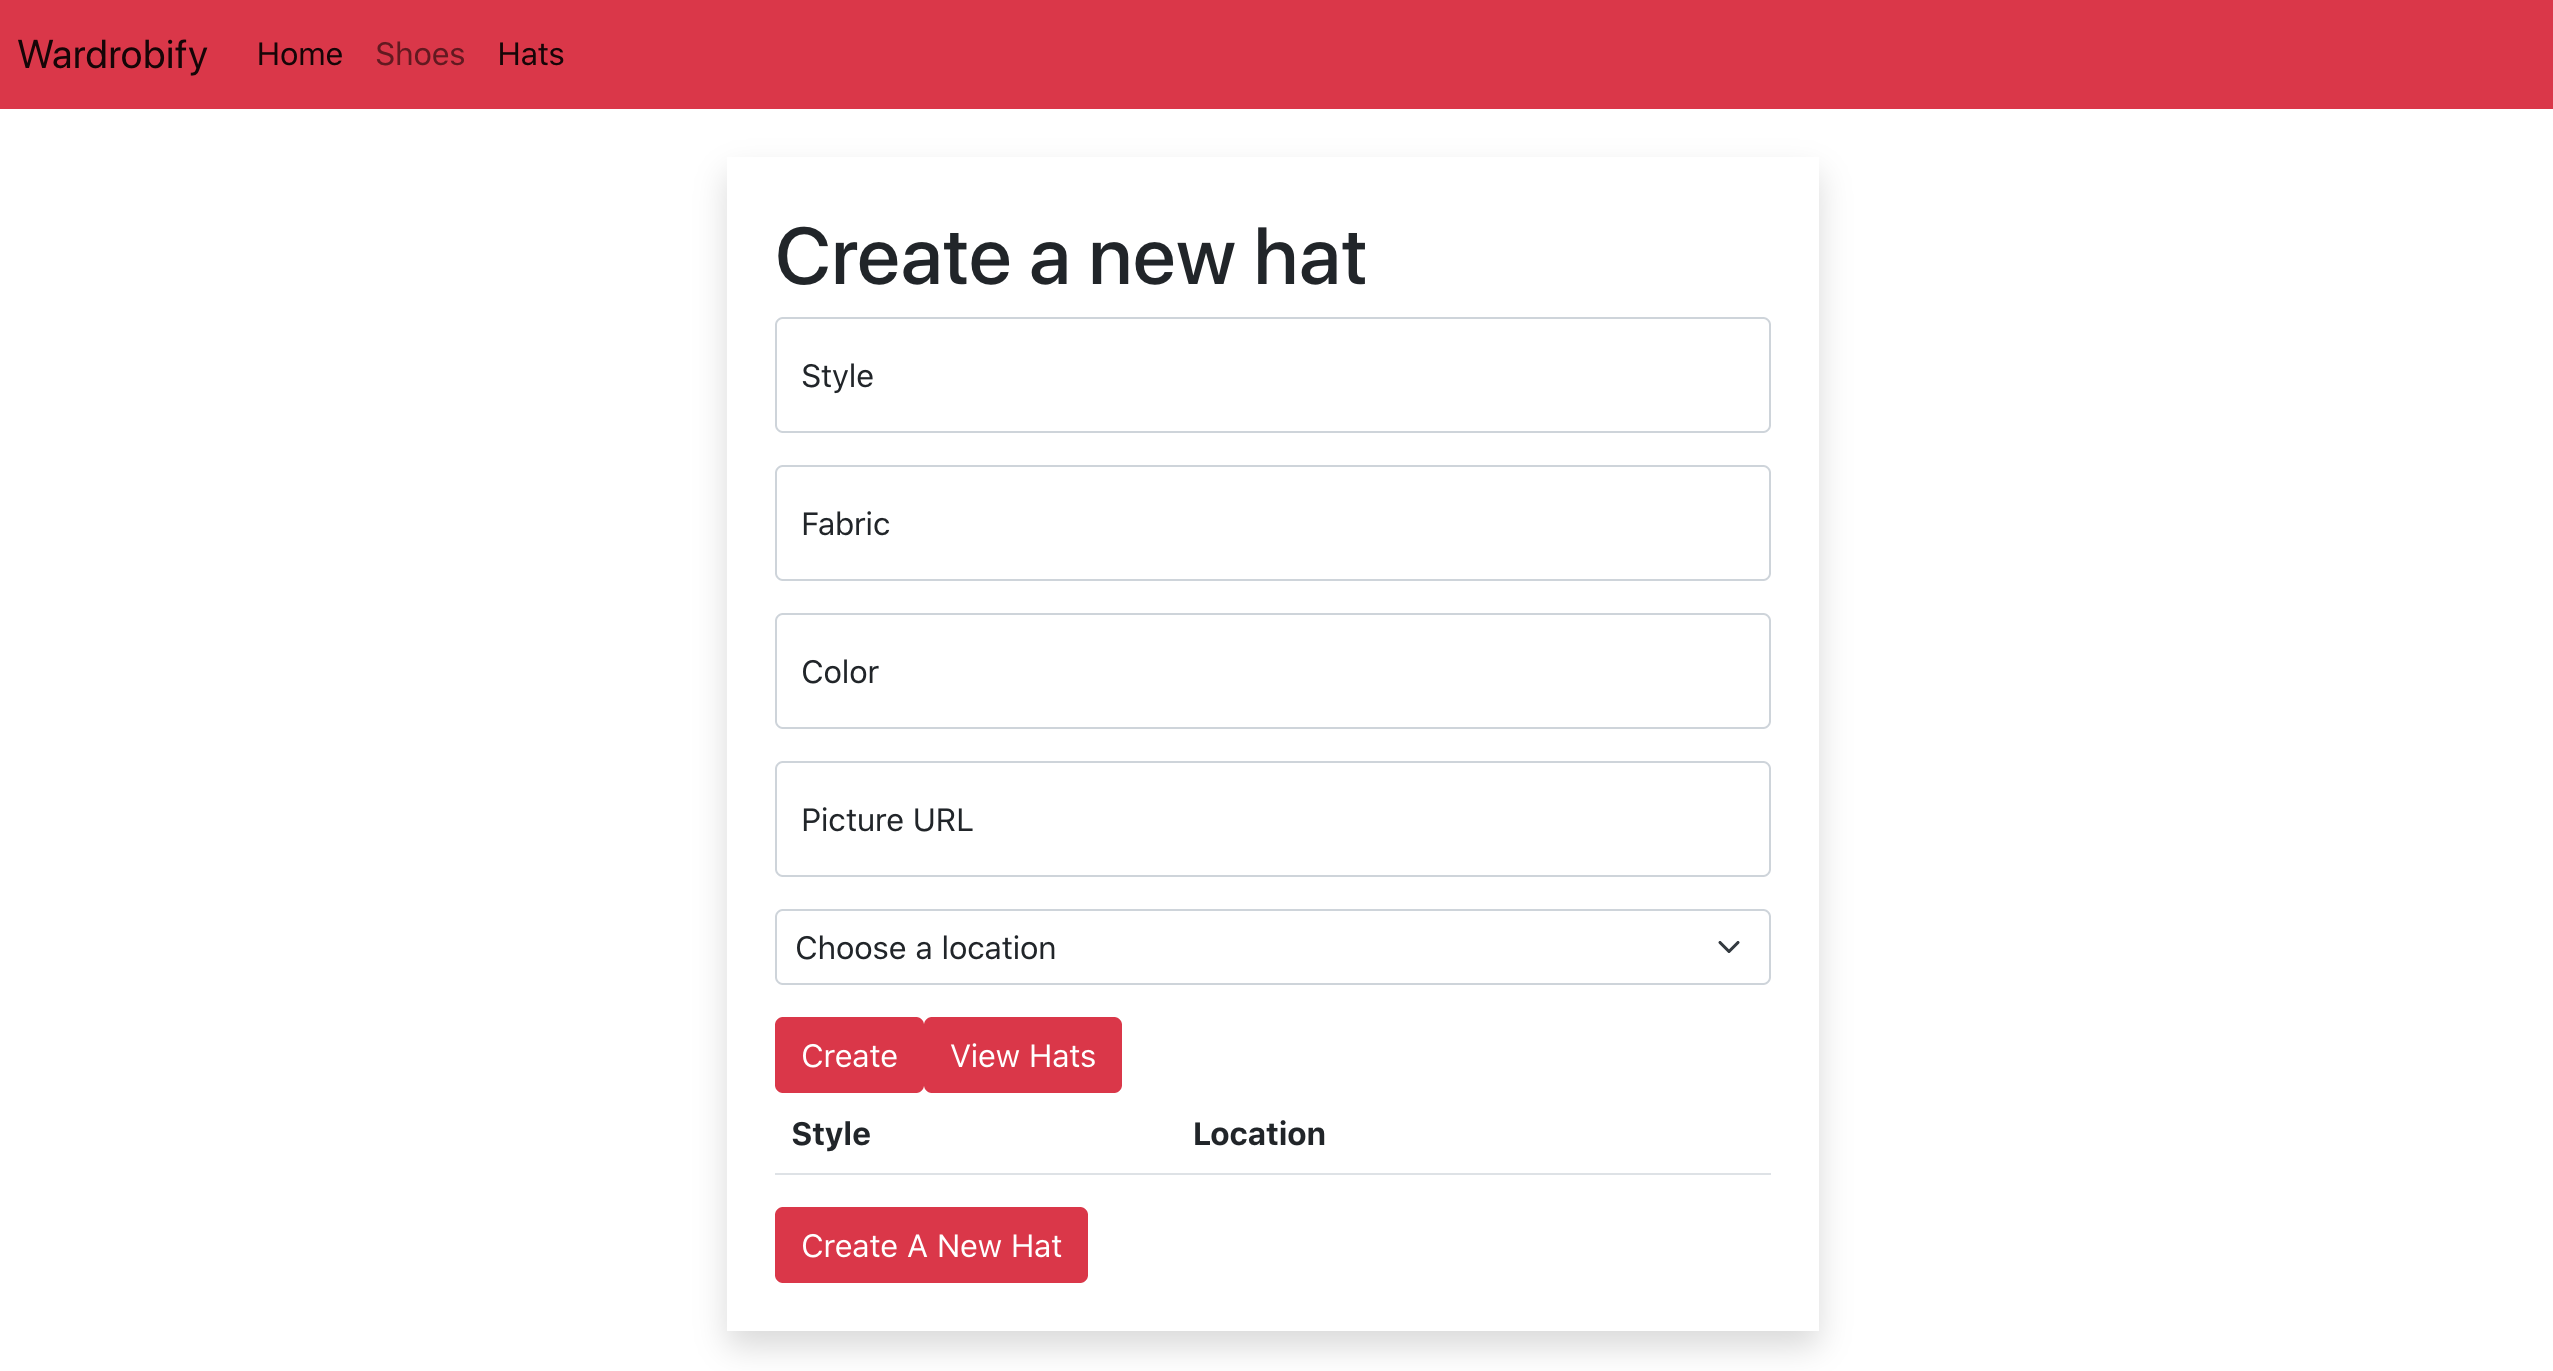 Wardrobify Home Shoes Hats
Create a new hat
Style
Fabric
Color
Picture URL
Choose a location
Create View Hats
Style Location
Create A New Hat